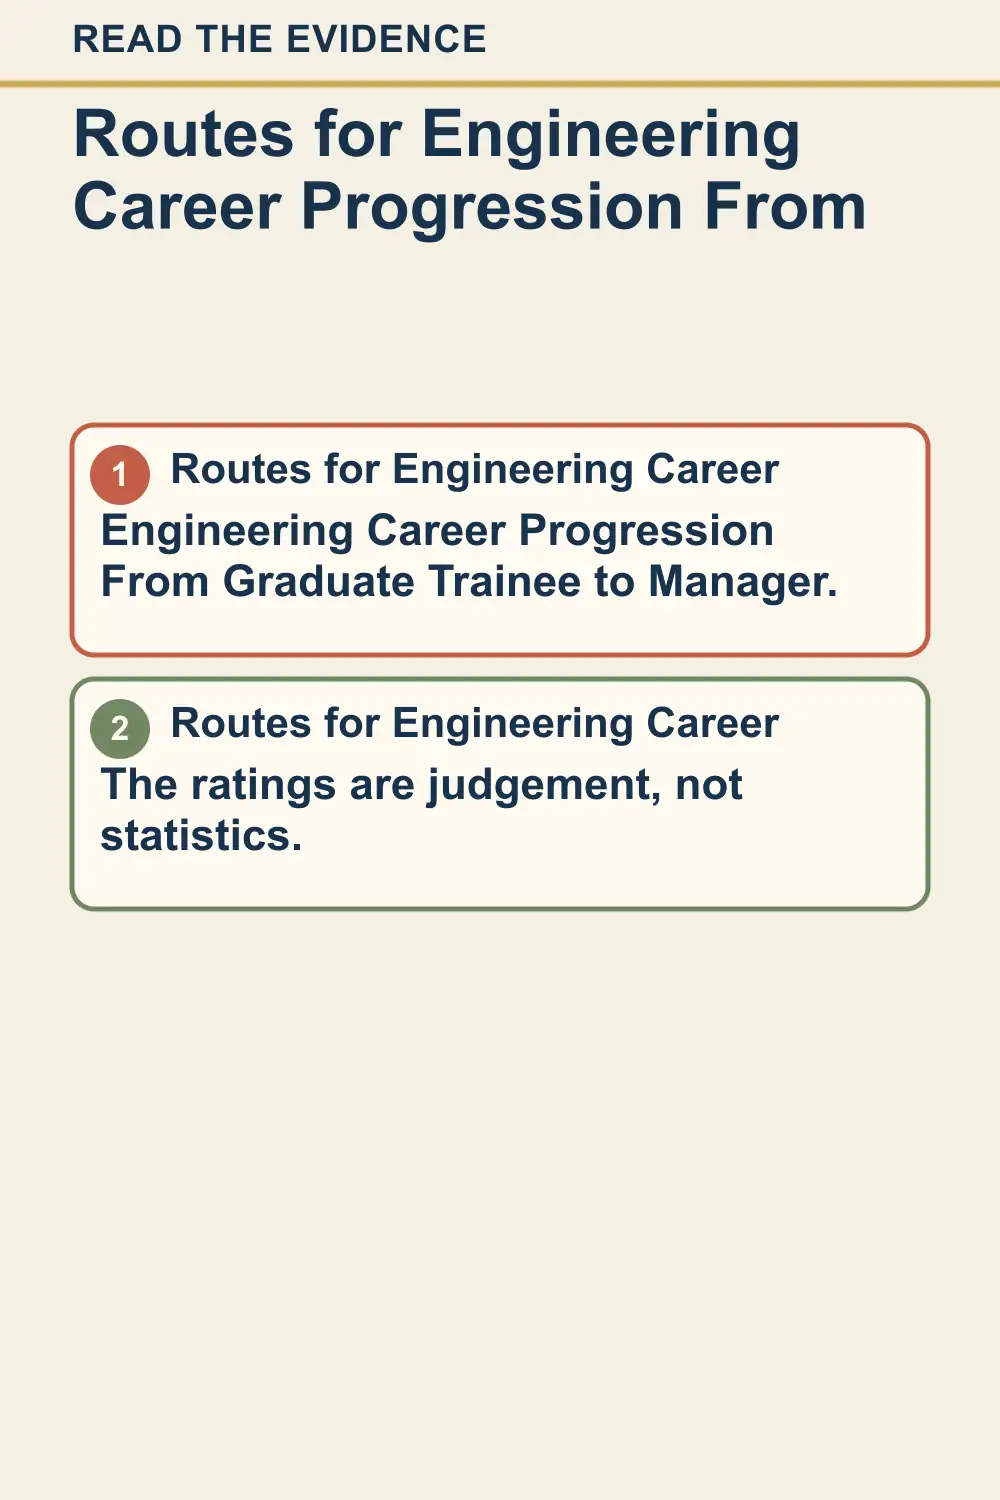 READ THE EVIDENCE
Routes for Engineering
Career Progression From
1 Routes for Engineering Career
Engineering Career Progression
From Graduate Trainee to Manager.
2 Routes for Engineering Career
The ratings are judgement, not
statistics.